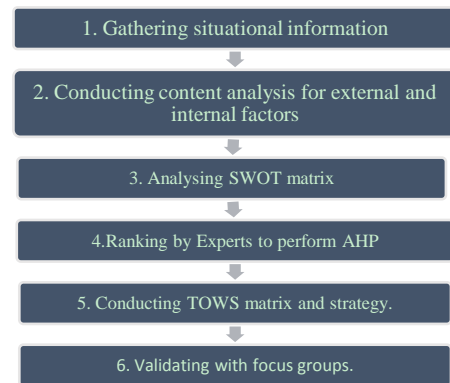 1. Gathering situational information
2. Conducting content analysis for external and
internal factors
3. Analysing SWOT matrix
4.Ranking by Experts to perform AHP
5. Conducting TOWS matrix and strategy.
6. Validating with focus groups.